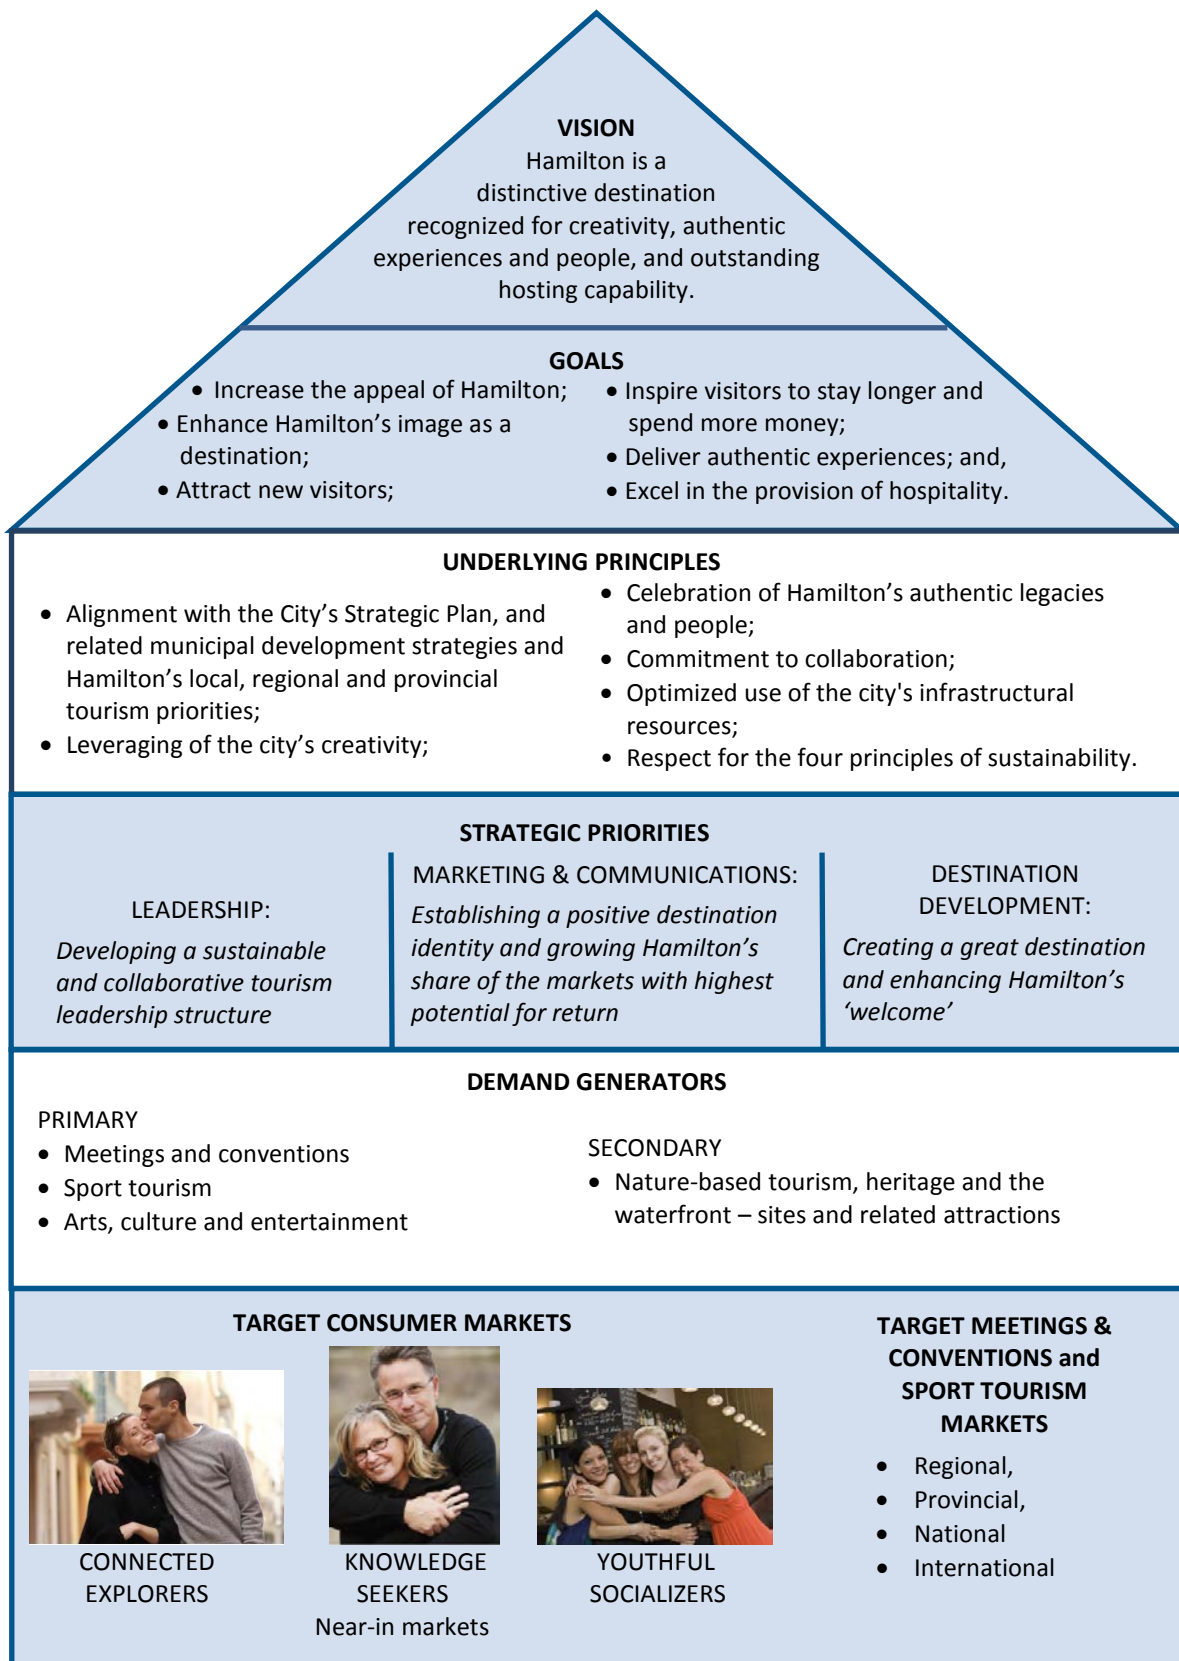 VISION
Hamilton is a
distinctive destination
recognized for creativity, authentic
experiences and people, and outstanding
hosting capability.
GOALS
• Increase the appeal of Hamilton;
• Enhance Hamilton’s image as a
destination;
• Attract new visitors;
• Inspire visitors to stay longer and
spend more money;
• Deliver authentic experiences; and,
• Excel in the provision of hospitality.
UNDERLYING PRINCIPLES
• Alignment with the City’s Strategic Plan, and
related municipal development strategies and
Hamilton’s local, regional and provincial
tourism priorities;
• Leveraging of the city’s creativity;
• Celebration of Hamilton’s authentic legacies
and people;
• Commitment to collaboration;
• Optimized use of the city's infrastructural
resources;
• Respect for the four principles of sustainability.
STRATEGIC PRIORITIES
LEADERSHIP:
Developing a sustainable
and collaborative tourism
leadership structure
MARKETING & COMMUNICATIONS:
Establishing a positive destination
identity and growing Hamilton’s
share of the markets with highest
potential for return
DESTINATION
DEVELOPMENT:
Creating a great destination
and enhancing Hamilton’s
‘welcome’
DEMAND GENERATORS
PRIMARY
• Meetings and conventions
• Sport tourism
• Arts, culture and entertainment
SECONDARY
• Nature-based tourism, heritage and the
waterfront – sites and related attractions
TARGET CONSUMER MARKETS
CONNECTED
EXPLORERS
KNOWLEDGE
SEEKERS
Near-in markets
YOUTHFUL
SOCIALIZERS
TARGET MEETINGS &
CONVENTIONS and
SPORT TOURISM
MARKETS
• Regional,
• Provincial,
• National
• International